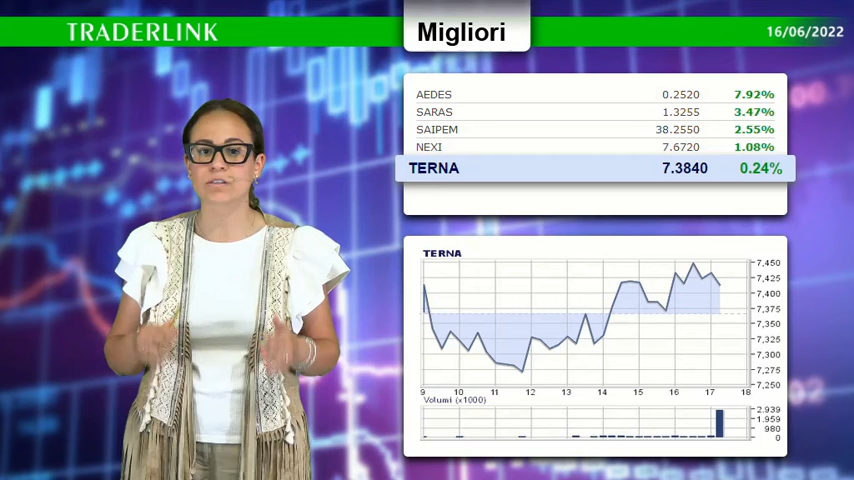 TRADERLINK
Migliori
16/06/2022
AEDES 0.2520 7.92%
SARAS 1.3255 3.47%
SAIPEM 38.2550 2.55%
NEXI 7.6720 1.08%
TERNA 7.3840 0.24%
TERNA
7,450
7,425
7,400
7,375
7,350
7,325
7,300
7,275
7,250
9 10 11 12 13 14 15 16 17 18
Volumi (x1000)
2.939
1.959
980
0